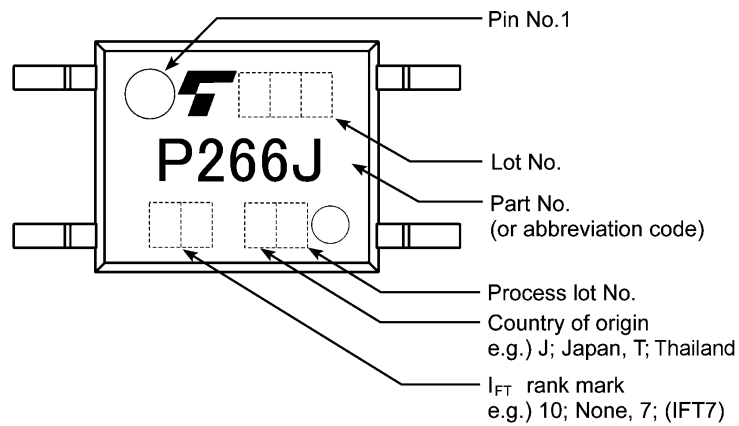 Pin No.1
P266J
Lot No.
Part No.
(or abbreviation code)
Process lot No.
Country of origin
e.g.) J; Japan, T; Thailand
IFT rank mark
e.g.) 10; None, 7; (IFT7)